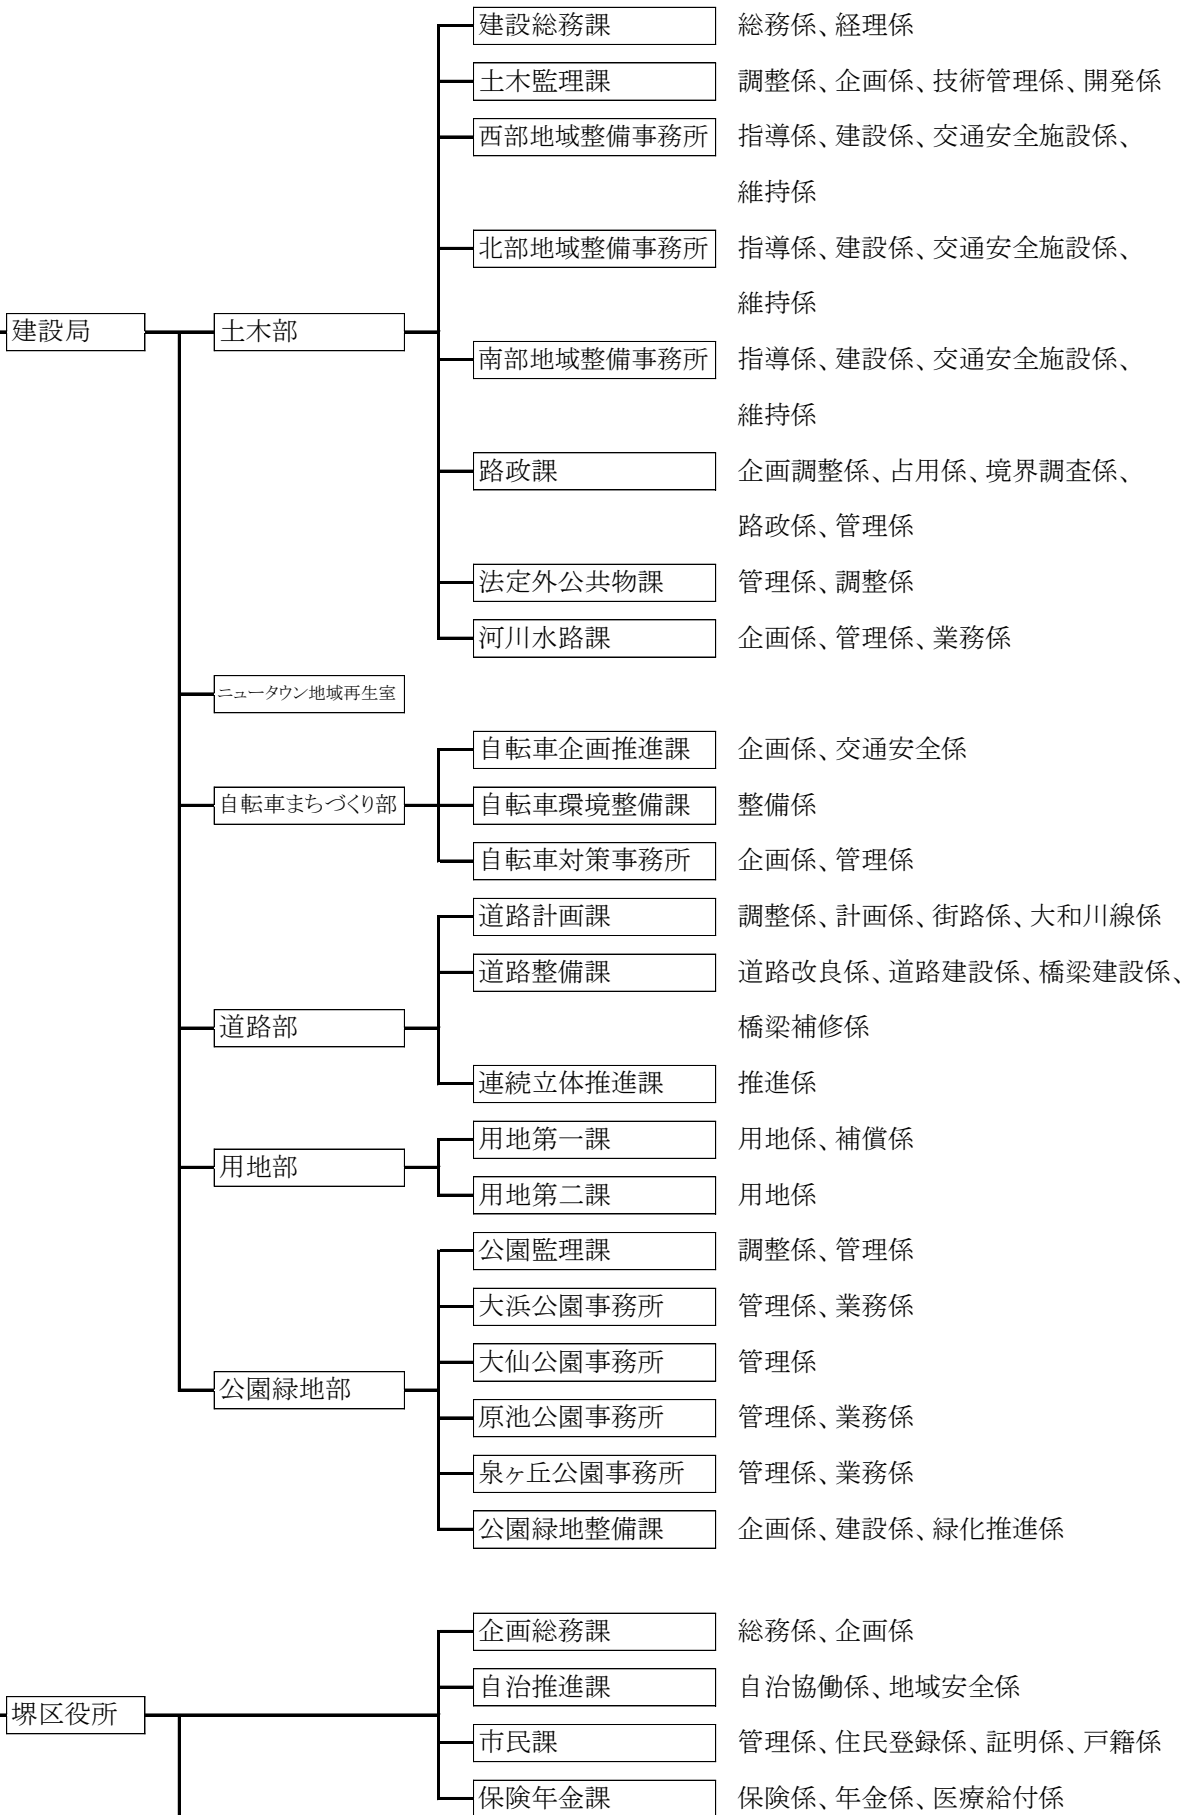 建設総務課 総務係、経理係
土木監理課 調整係、企画係、技術管理係、開発係
西部地域整備事務所 指導係、建設係、交通安全施設係、
維持係
北部地域整備事務所 指導係、建設係、交通安全施設係、
維持係
建設局 土木部
南部地域整備事務所 指導係、建設係、交通安全施設係、
維持係
路政課 企画調整係、占用係、境界調査係、
路政係、管理係
法定外公共物課 管理係、調整係
河川水路課 企画係、管理係、業務係
ニュータウン地域再生室
自転車企画推進課 企画係、交通安全係
自転車まちづくり部 自転車環境整備課 整備係
自転車対策事務所 企画係、管理係
道路計画課 調整係、計画係、街路係、大和川線係
道路整備課 道路改良係、道路建設係、橋梁建設係、
道路部 橋梁補修係
連続立体推進課 推進係
用地第一課 用地係、補償係
用地部
用地第二課 用地係
公園監理課 調整係、管理係
大浜公園事務所 管理係、業務係
大仙公園事務所 管理係
公園緑地部
原池公園事務所 管理係、業務係
泉ヶ丘公園事務所 管理係、業務係
公園緑地整備課 企画係、建設係、緑化推進係
企画総務課 総務係、企画係
自治推進課 自治協働係、地域安全係
堺区役所
市民課 管理係、住民登録係、証明係、戸籍係
保険年金課 保険係、年金係、医療給付係